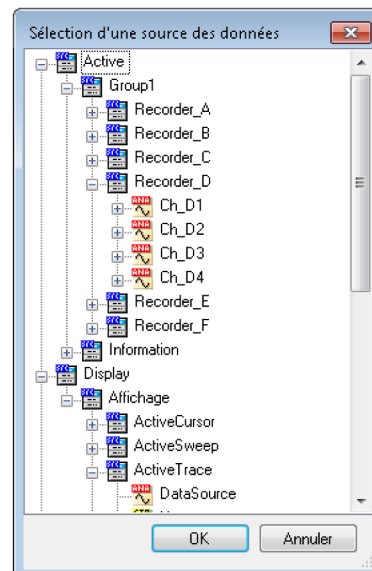 Sélection d'une source des données
Active
Group1
Recorder_A
Recorder_B
Recorder_C
Recorder_D
Ch_D1
Ch_D2
Ch_D3
Ch_D4
Recorder_E
Recorder_F
Information
Display
Affichage
ActiveCursor
ActiveSweep
ActiveTrace
DataSource
OK Annuler